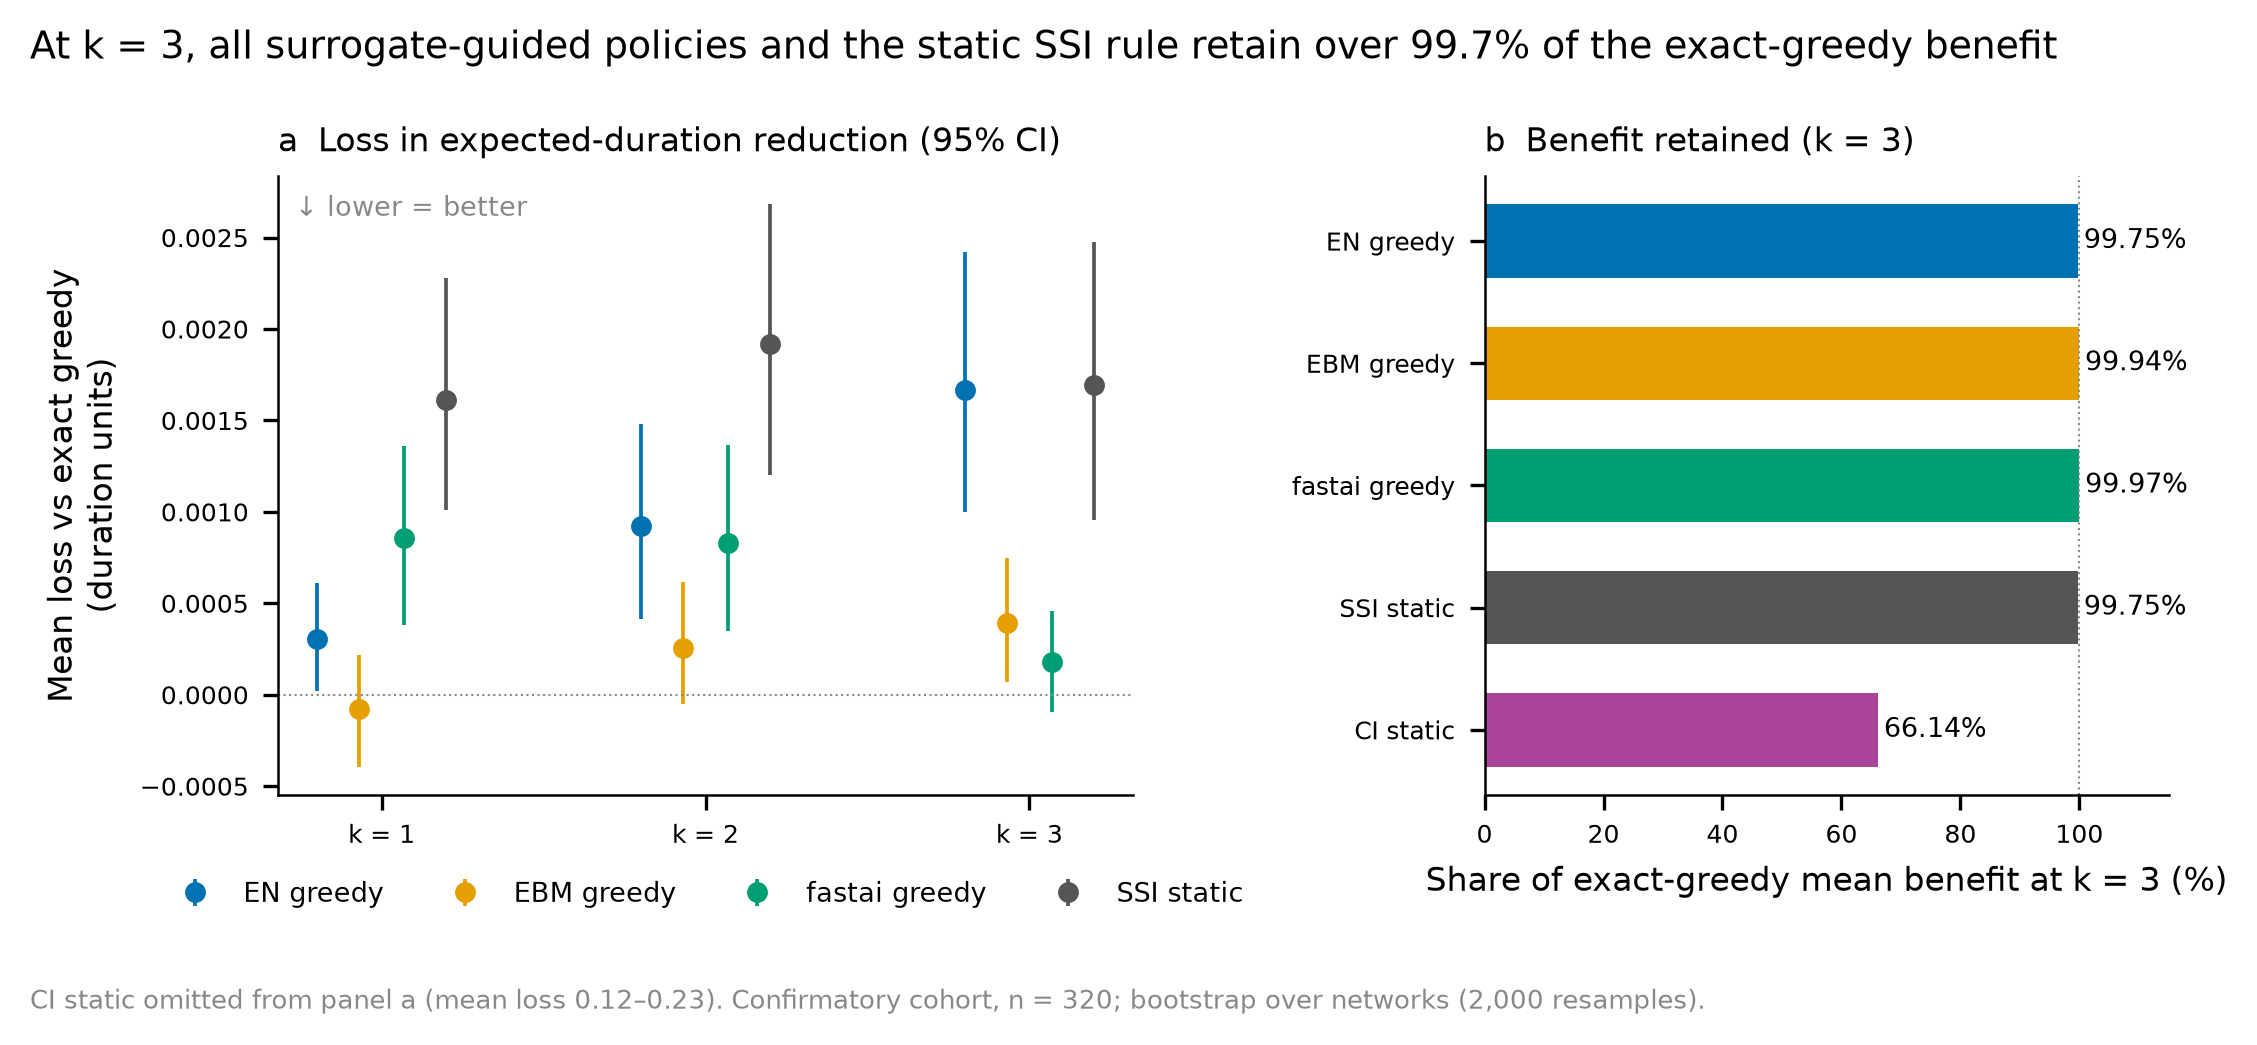 At k = 3, all surrogate-guided policies and the static SSI rule retain over 99.7% of the exact-greedy benefit
a  Loss in expected-duration reduction (95% CI)
↓ lower = better
Mean loss vs exact greedy
(duration units)
0.0025
0.0020
0.0015
0.0010
0.0005
0.0000
−0.0005
k = 1
k = 2
k = 3
EN greedy
EBM greedy
fastai greedy
SSI static
b  Benefit retained (k = 3)
EN greedy
99.75%
EBM greedy
99.94%
fastai greedy
99.97%
SSI static
99.75%
CI static
66.14%
0
20
40
60
80
100
Share of exact-greedy mean benefit at k = 3 (%)
CI static omitted from panel a (mean loss 0.12–0.23). Confirmatory cohort, n = 320; bootstrap over networks (2,000 resamples).